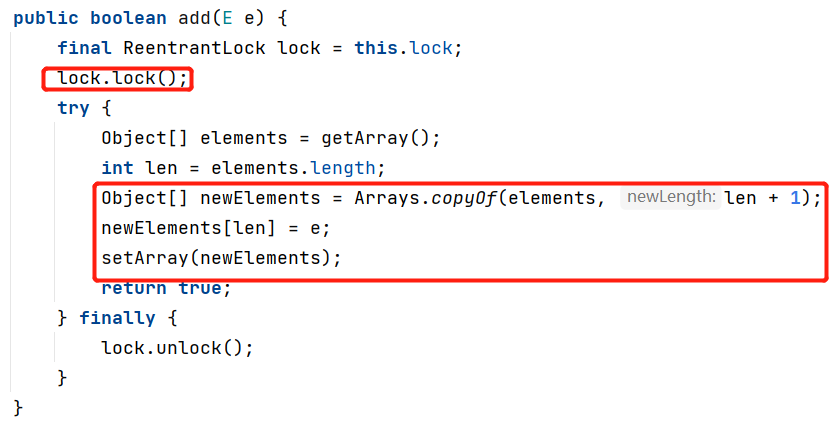 public boolean add(E e) {
    final ReentrantLock lock = this.lock;
    lock.lock();
    try {
        Object[] elements = getArray();
        int len = elements.length;
        Object[] newElements = Arrays.copyOf(elements, newLength: len + 1);
        newElements[len] = e;
        setArray(newElements);
        return true;
    } finally {
        lock.unlock();
    }
}